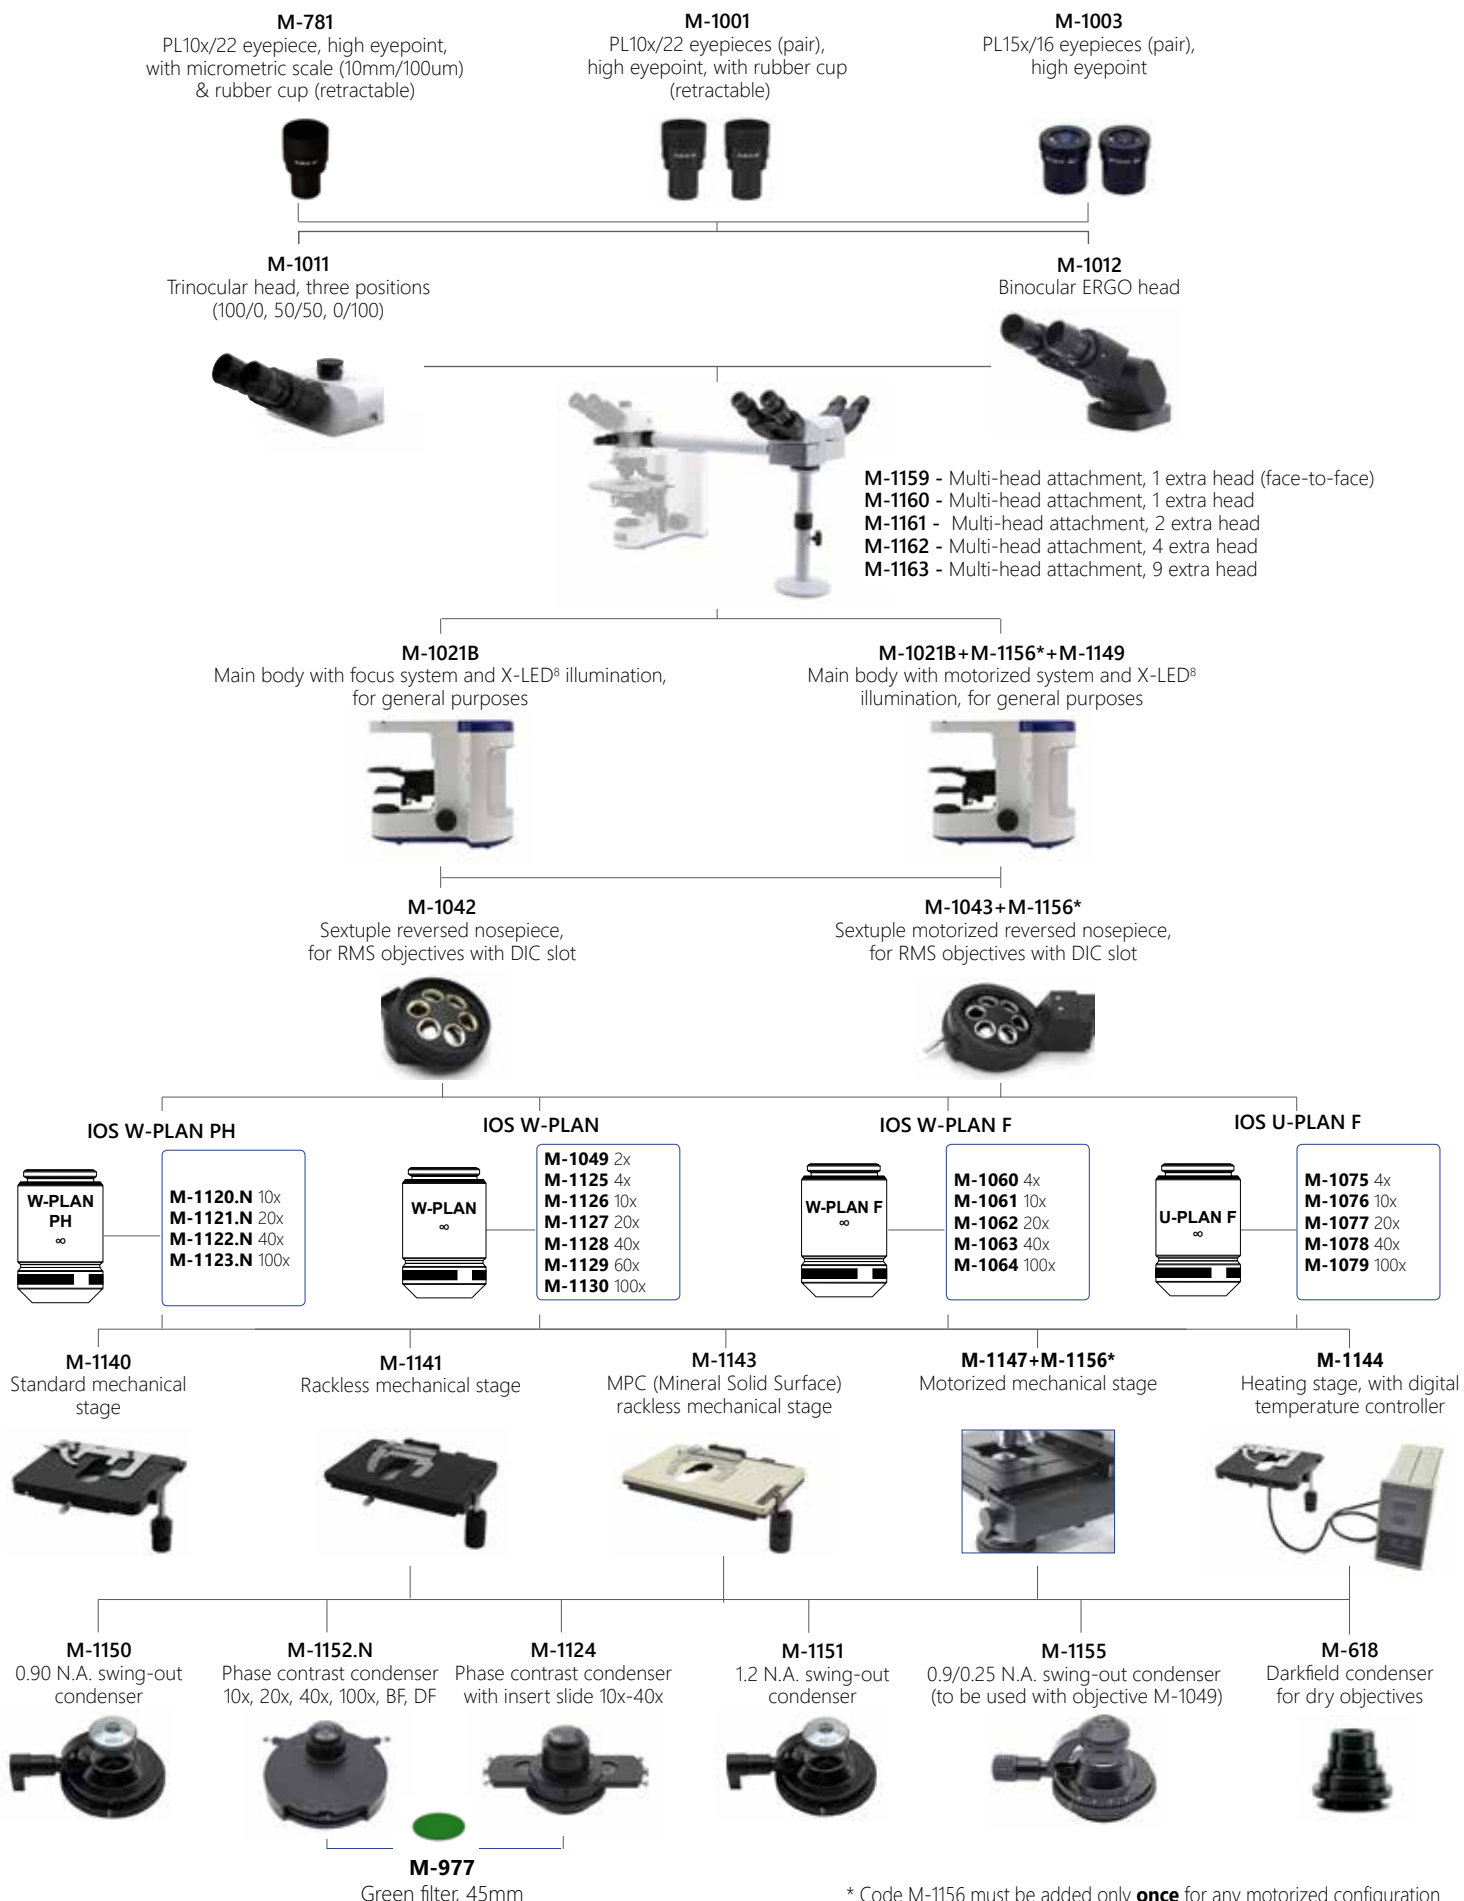 M-781
PL10x/22 eyepiece, high eyepoint,
with micrometric scale (10mm/100um)
& rubber cup (retractable)
M-1001
PL10x/22 eyepieces (pair),
high eyepoint, with rubber cup
(retractable)
M-1003
PL15x/16 eyepieces (pair),
high eyepoint
M-1011
Trinocular head, three positions
(100/0, 50/50, 0/100)
M-1012
Binocular ERGO head
M-1159 - Multi-head attachment, 1 extra head (face-to-face)
M-1160 - Multi-head attachment, 1 extra head
M-1161 - Multi-head attachment, 2 extra head
M-1162 - Multi-head attachment, 4 extra head
M-1163 - Multi-head attachment, 9 extra head
M-1021B
Main body with focus system and X-LED⁸ illumination,
for general purposes
M-1021B+M-1156*+M-1149
Main body with motorized system and X-LED⁸
illumination, for general purposes
M-1042
Sextuple reversed nosepiece,
for RMS objectives with DIC slot
M-1043+M-1156*
Sextuple motorized reversed nosepiece,
for RMS objectives with DIC slot
IOS W-PLAN PH
W-PLAN
PH
∞
M-1120.N 10x
M-1121.N 20x
M-1122.N 40x
M-1123.N 100x
IOS W-PLAN
W-PLAN
∞
M-1049 2x
M-1125 4x
M-1126 10x
M-1127 20x
M-1128 40x
M-1129 60x
M-1130 100x
IOS W-PLAN F
W-PLAN F
∞
M-1060 4x
M-1061 10x
M-1062 20x
M-1063 40x
M-1064 100x
IOS U-PLAN F
U-PLAN F
∞
M-1075 4x
M-1076 10x
M-1077 20x
M-1078 40x
M-1079 100x
M-1140
Standard mechanical
stage
M-1141
Rackless mechanical stage
M-1143
MPC (Mineral Solid Surface)
rackless mechanical stage
M-1147+M-1156*
Motorized mechanical stage
M-1144
Heating stage, with digital
temperature controller
M-1150
0.90 N.A. swing-out
condenser
M-1152.N
Phase contrast condenser
10x, 20x, 40x, 100x, BF, DF
M-1124
Phase contrast condenser
with insert slide 10x-40x
M-1151
1.2 N.A. swing-out
condenser
M-1155
0.9/0.25 N.A. swing-out condenser
(to be used with objective M-1049)
M-618
Darkfield condenser
for dry objectives
M-977
Green filter, 45mm
* Code M-1156 must be added only once for any motorized configuration